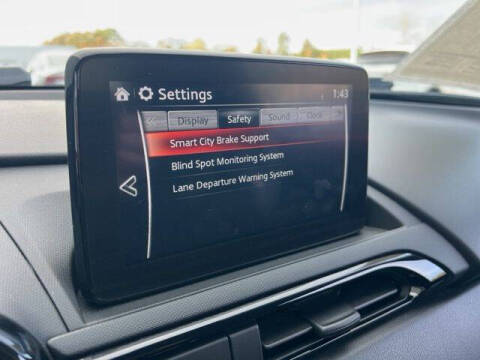 Settings 1:43
Display Safety Sound Clock
Smart City Brake Support
Blind Spot Monitoring System
Lane Departure Warning System